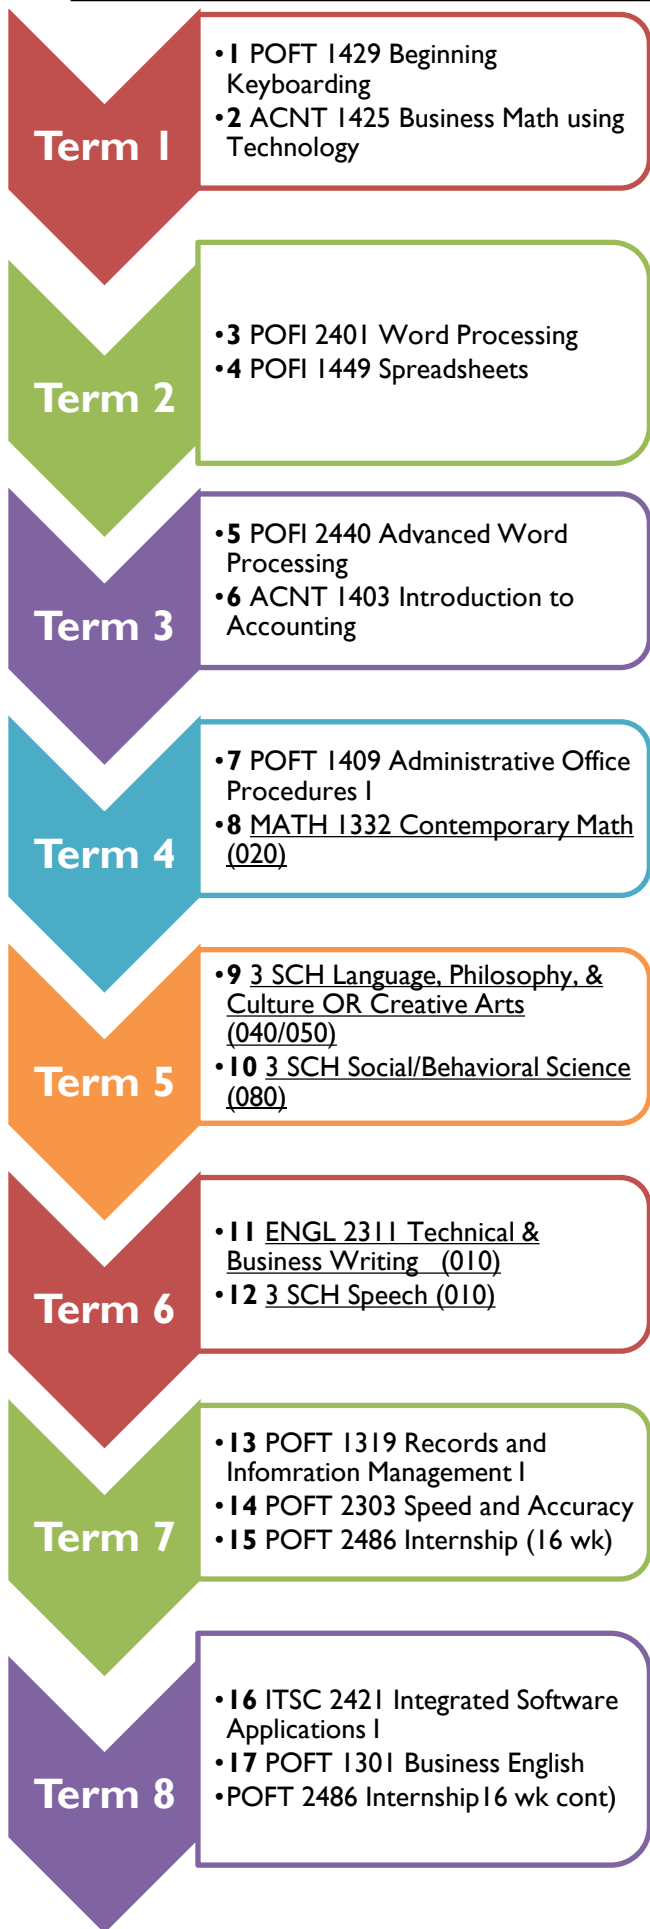 Term 1
•1 POFT 1429 Beginning
Keyboarding
•2 ACNT 1425 Business Math using
Technology
Term 2
•3 POFI 2401 Word Processing
•4 POFI 1449 Spreadsheets
Term 3
•5 POFI 2440 Advanced Word
Processing
•6 ACNT 1403 Introduction to
Accounting
Term 4
•7 POFT 1409 Administrative Office
Procedures I
•8 MATH 1332 Contemporary Math
(020)
Term 5
•9 3 SCH Language, Philosophy, &
Culture OR Creative Arts
(040/050)
•10 3 SCH Social/Behavioral Science
(080)
Term 6
•11 ENGL 2311 Technical &
Business Writing (010)
•12 3 SCH Speech (010)
Term 7
•13 POFT 1319 Records and
Infomration Management I
•14 POFT 2303 Speed and Accuracy
•15 POFT 2486 Internship (16 wk)
Term 8
•16 ITSC 2421 Integrated Software
Applications I
•17 POFT 1301 Business English
•POFT 2486 Internship16 wk cont)